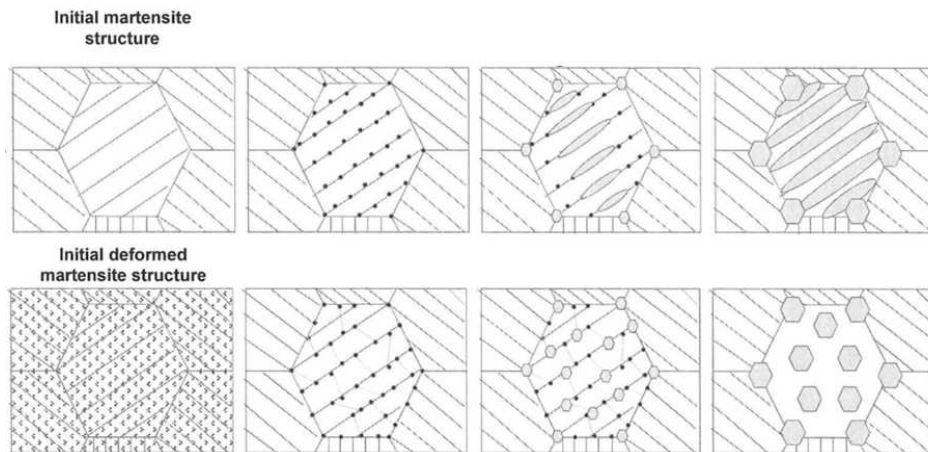 Initial martensite
structure
Initial deformed
martensite structure